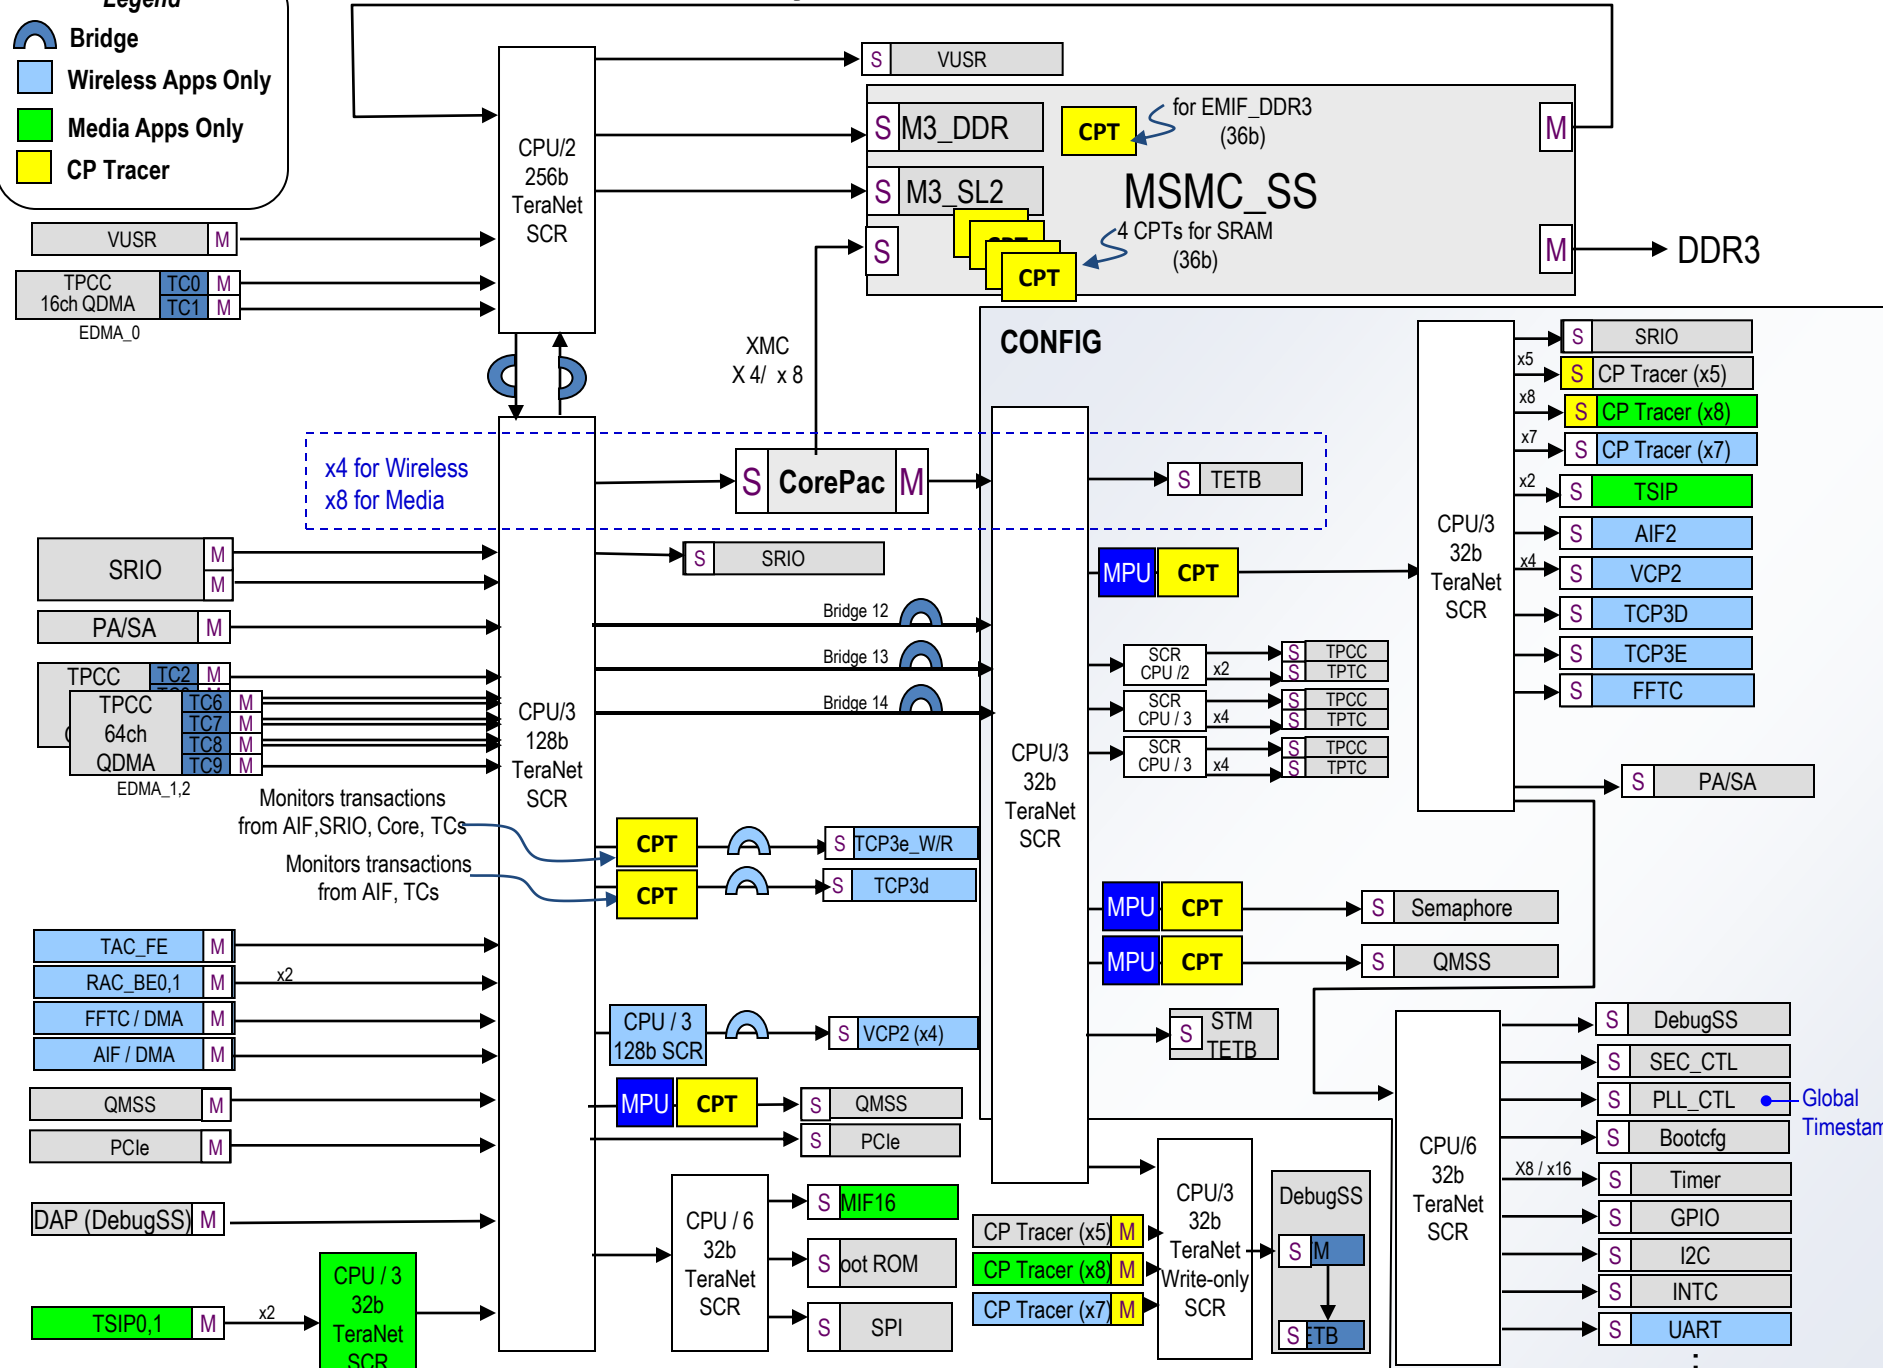 Legend
Bridge
Wireless Apps Only
Media Apps Only
CP Tracer
VUSR M
TPCC
16ch QDMA
TC0 M
TC1 M
EDMA_0
CPU/2
256b
TeraNet
SCR
S VUSR
S M3_DDR
CPT
for EMIF_DDR3
(36b)
M
S M3_SL2
MSMC_SS
S
CPT
CPT
4 CPTs for SRAM
(36b)
M
DDR3
XMC
X 4/ x 8
CONFIG
x4 for Wireless
x8 for Media
S CorePac M
S TETB
SRIO
M
M
PA/SA M
TPCC
TC2 M
TPCC
64ch
QDMA
TC6 M
TC7 M
TC8 M
TC9 M
EDMA_1,2
S SRIO
Bridge 12
Bridge 13
Bridge 14
CPU/3
128b
TeraNet
SCR
Monitors transactions
from AIF,SRIO, Core, TCs
Monitors transactions
from AIF, TCs
CPT
S TCP3e_W/R
CPT
S TCP3d
TAC_FE M
RAC_BE0,1 M
x2
FFTC / DMA M
AIF / DMA M
QMSS M
PCIe M
DAP (DebugSS) M
TSIP0,1 M
x2
CPU / 3
32b
TeraNet
SCR
CPU / 3
128b SCR
S VCP2 (x4)
MPU CPT
S QMSS
S PCIe
CPU / 6
32b
TeraNet
SCR
S MIF16
S oot ROM
S SPI
CPU/3
32b
TeraNet
SCR
MPU CPT
SCR
CPU /2
x2
S TPCC
S TPTC
SCR
CPU / 3
x4
S TPCC
S TPTC
SCR
CPU / 3
x4
S TPCC
S TPTC
MPU CPT
S Semaphore
MPU CPT
S QMSS
S STM
TETB
CPU/3
32b
TeraNet
SCR
S SRIO
x5
S CP Tracer (x5)
x8
S CP Tracer (x8)
x7
S CP Tracer (x7)
x2
S TSIP
S AIF2
x4
S VCP2
S TCP3D
S TCP3E
S FFTC
S PA/SA
CP Tracer (x5) M
CP Tracer (x8) M
CP Tracer (x7) M
CPU/3
32b
TeraNet
Write-only
SCR
DebugSS
S M
S ETB
CPU/6
32b
TeraNet
SCR
S DebugSS
S SEC_CTL
S PLL_CTL
Global
Timestam
S Bootcfg
X8 / x16
S Timer
S GPIO
S I2C
S INTC
S UART